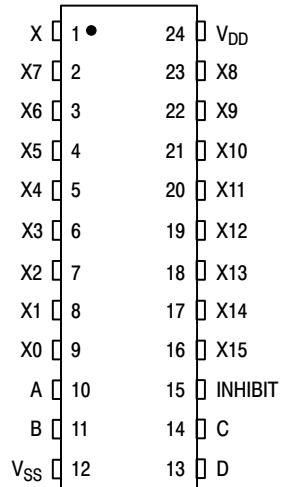 X 1 24 V_DD
X7 2 23 X8
X6 3 22 X9
X5 4 21 X10
X4 5 20 X11
X3 6 19 X12
X2 7 18 X13
X1 8 17 X14
X0 9 16 X15
A 10 15 INHIBIT
B 11 14 C
V_SS 12 13 D